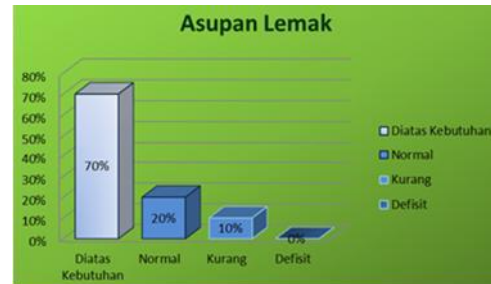 Asupan Lemak
80%
70%
60%
50%
40%
30%
20%
10%
0%
70%
20%
10%
0%
Diatas
Kebutuhan
Normal
Kurang
Defisit
Diatas Kebutuhan
Normal
Kurang
Defisit